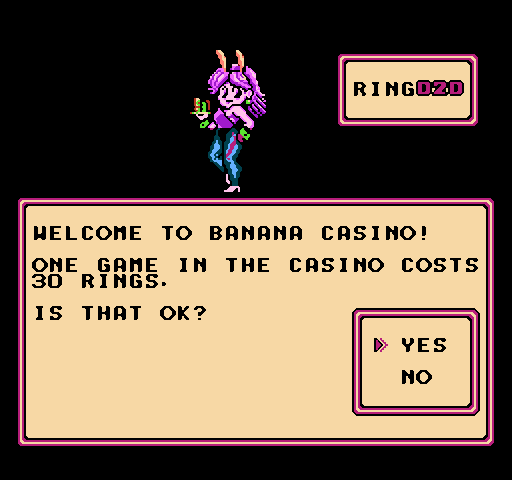 RING020
WELCOME TO BANANA CASINO!
ONE GAME IN THE CASINO COSTS
30 RINGS.
IS THAT OK?
YES
NO